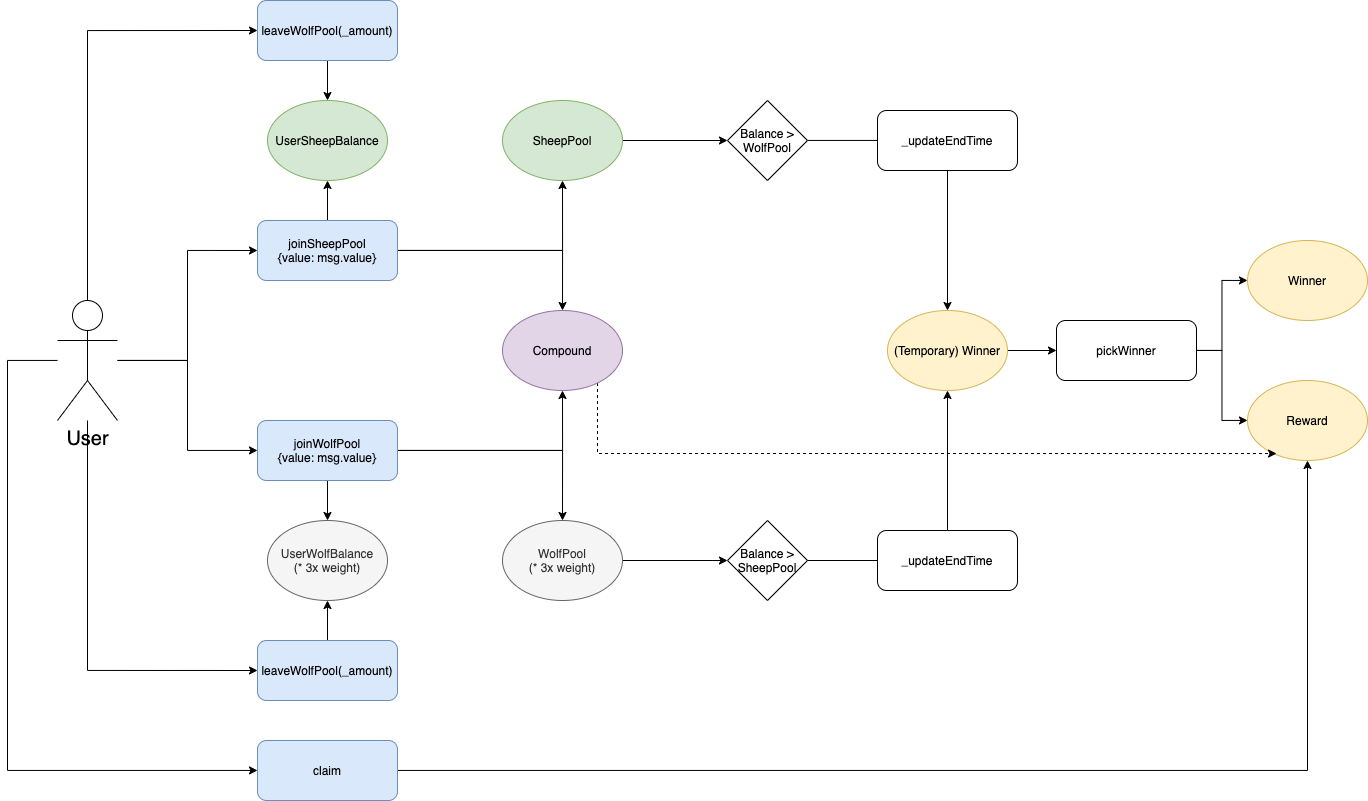 leaveWolfPool(_amount)
UserSheepBalance
SheepPool
Balance >
WolfPool
_updateEndTime
joinSheepPool
{value: msg.value}
Winner
Compound
(Temporary) Winner
pickWinner
User
joinWolfPool
{value: msg.value}
Reward
UserWolfBalance
(* 3x weight)
WolfPool
(* 3x weight)
Balance >
SheepPool
_updateEndTime
leaveWolfPool(_amount)
claim